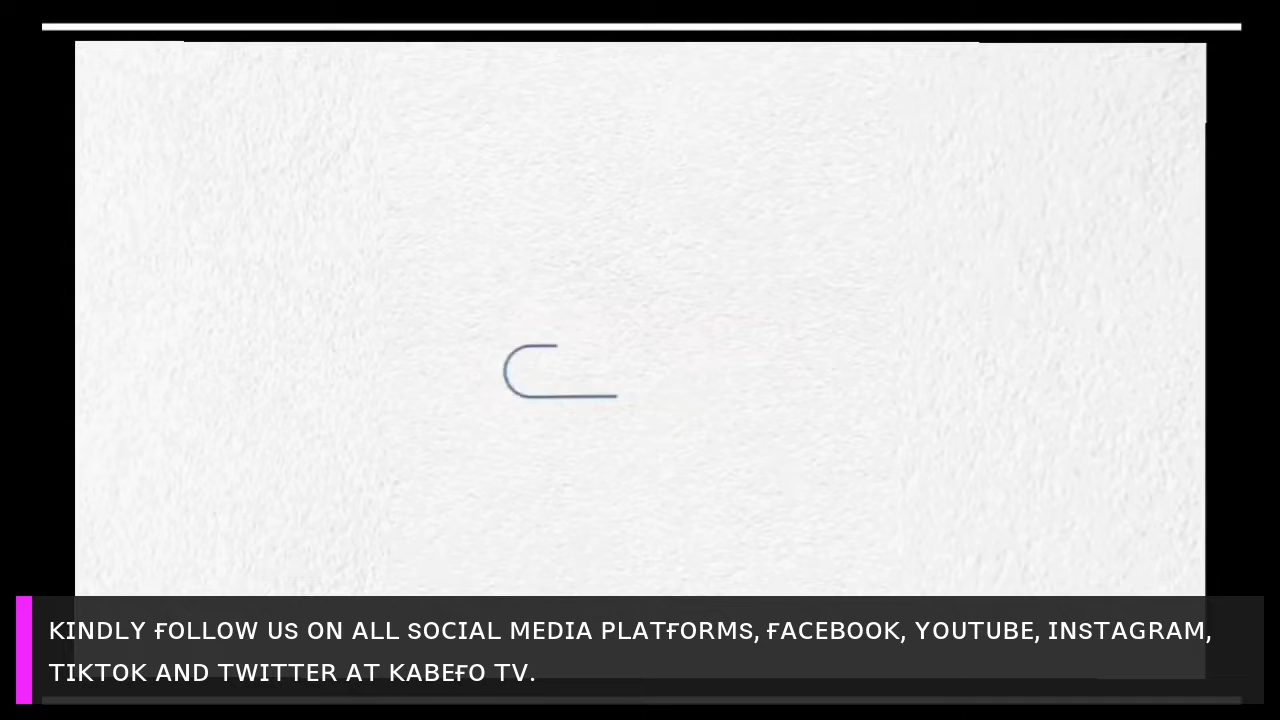 KINDLY FOLLOW US ON ALL SOCIAL MEDIA PLATFORMS, FACEBOOK, YOUTUBE, INSTAGRAM,
TIKTOK AND TWITTER AT KABEFO TV.